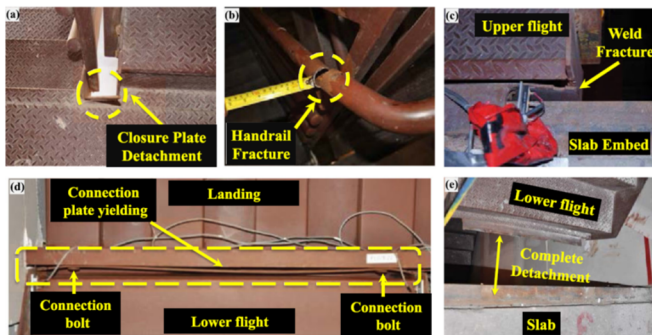 (a)
Closure Plate
Detachment
(b)
Handrail
Fracture
(c)
Upper flight
Weld
Fracture
Slab Embed
(d)
Connection
plate yielding
Landing
Connection
bolt
Lower flight
Connection
bolt
(e)
Lower flight
Complete
Detachment
Slab